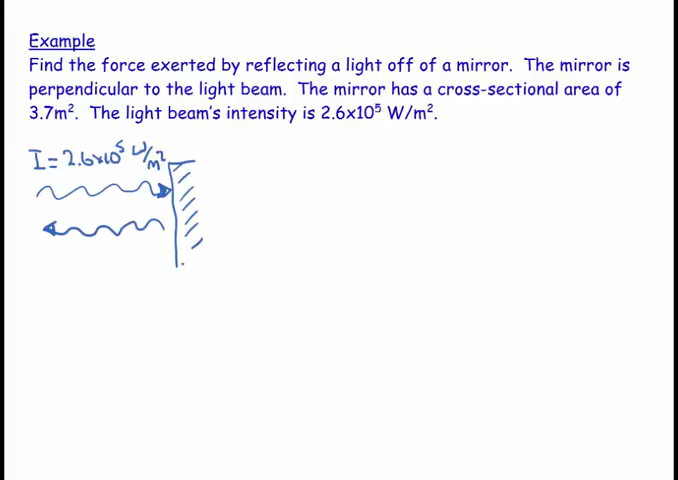 Example
Find the force exerted by reflecting a light off of a mirror. The mirror is
perpendicular to the light beam. The mirror has a cross-sectional area of
3.7m². The light beam's intensity is 2.6x10⁵ W/m².
I = 2.6x10⁵ W/m²